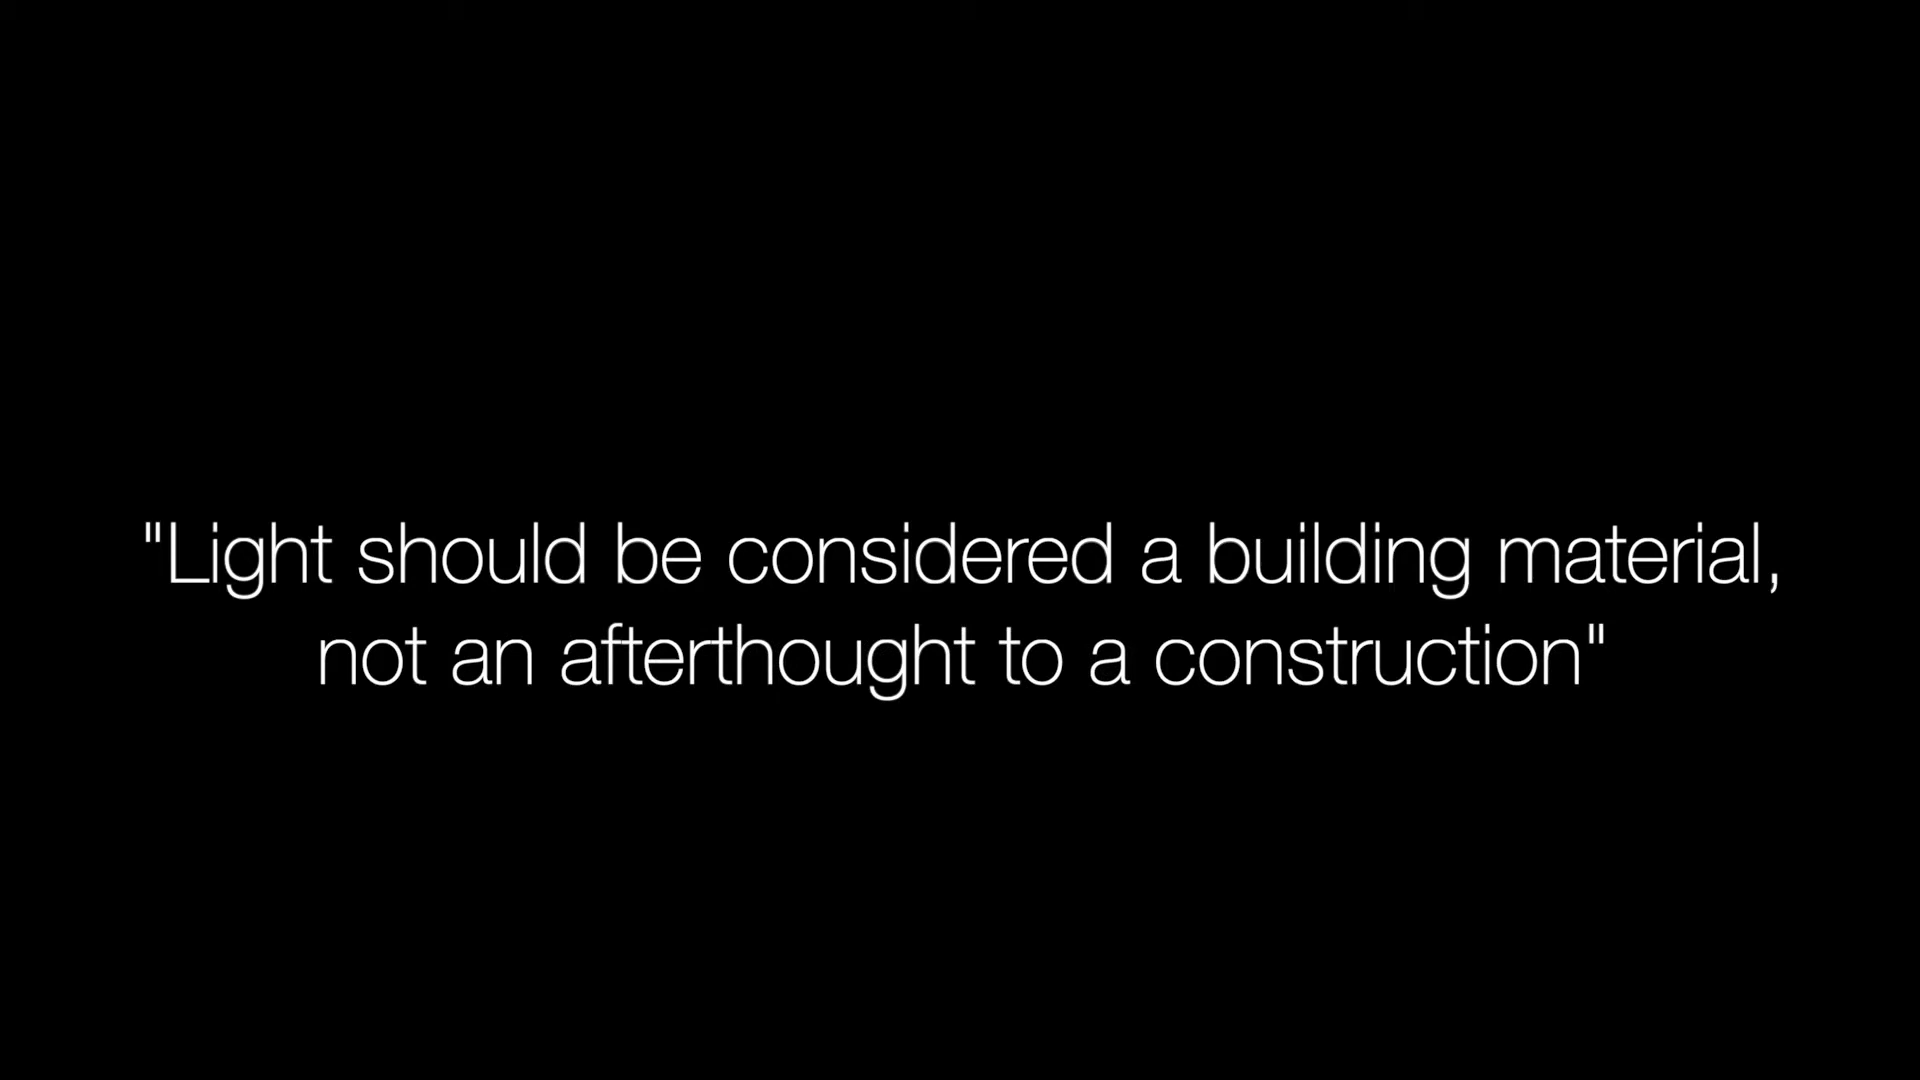 "Light should be considered a building material,
not an afterthought to a construction"